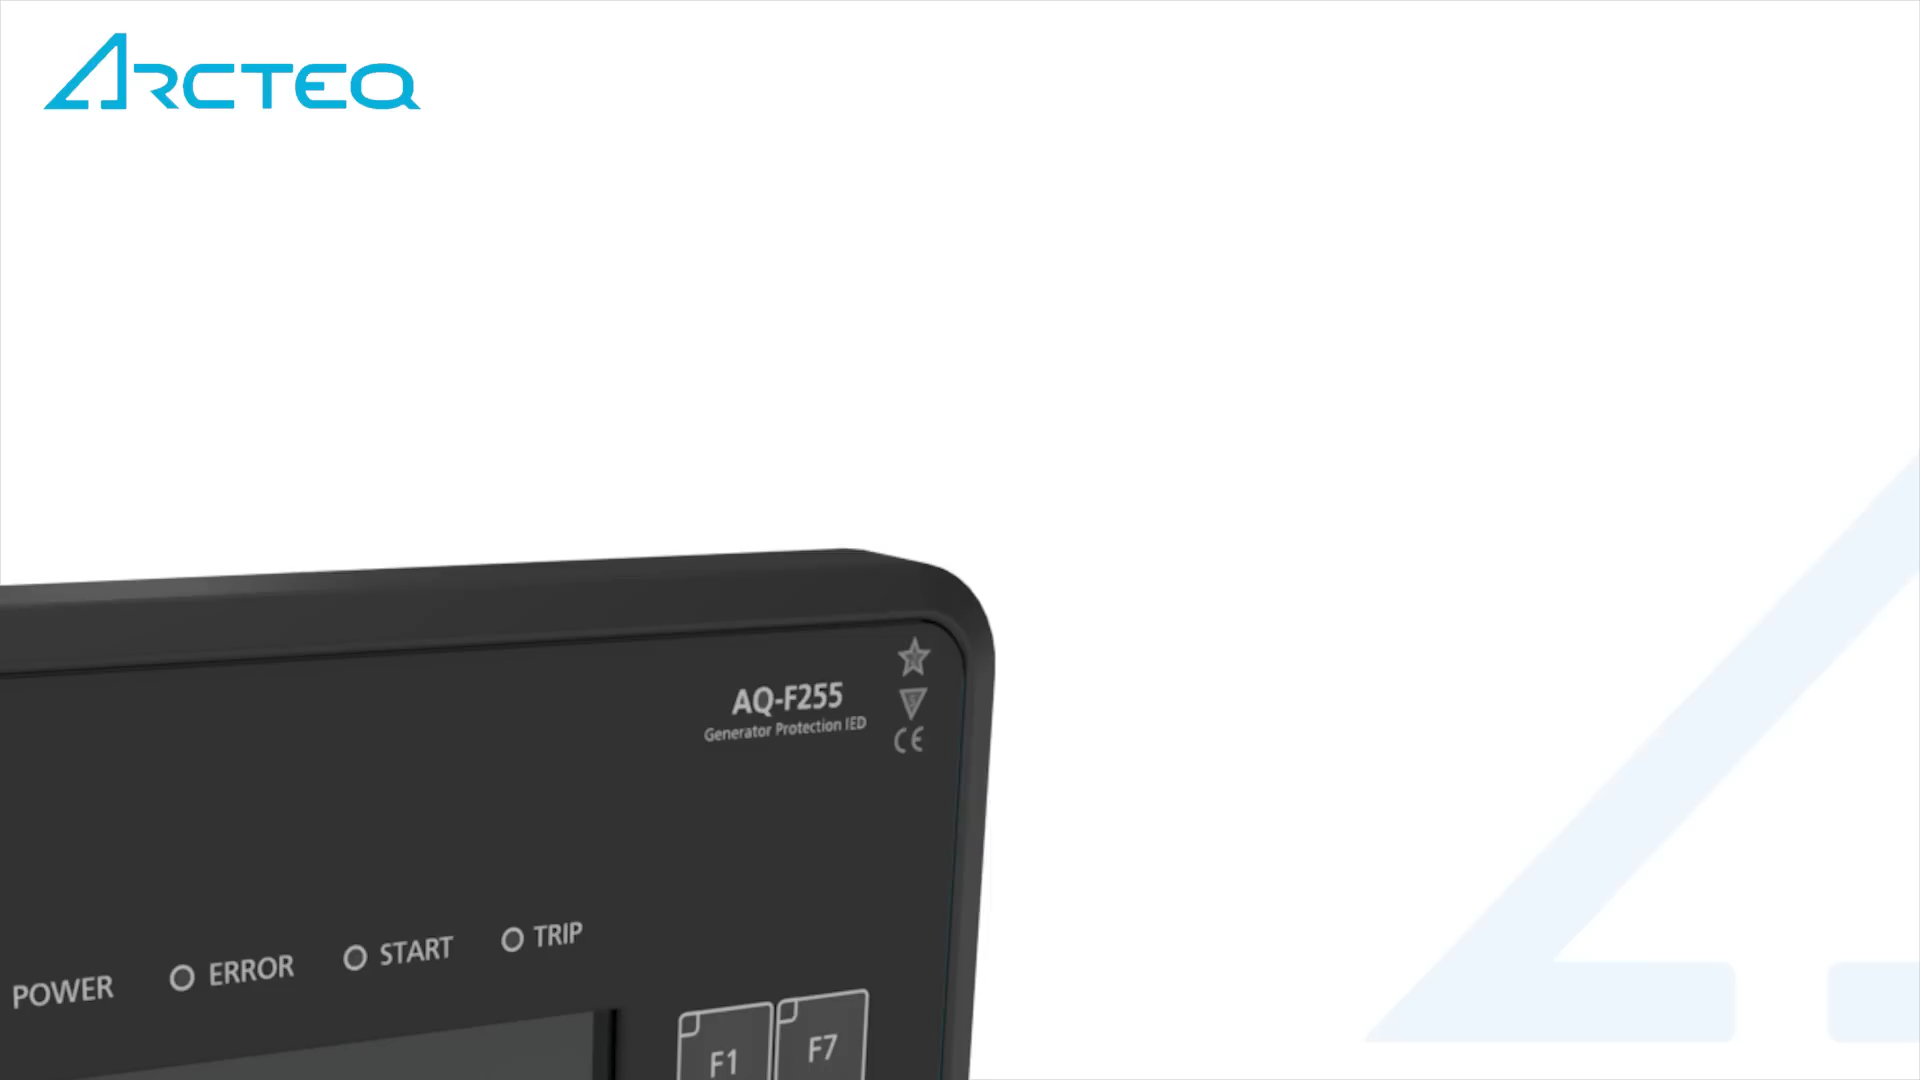 ARCTEQ
AQ-F255
Generator Protection IED
CE
POWER
ERROR
START
TRIP
F1
F7